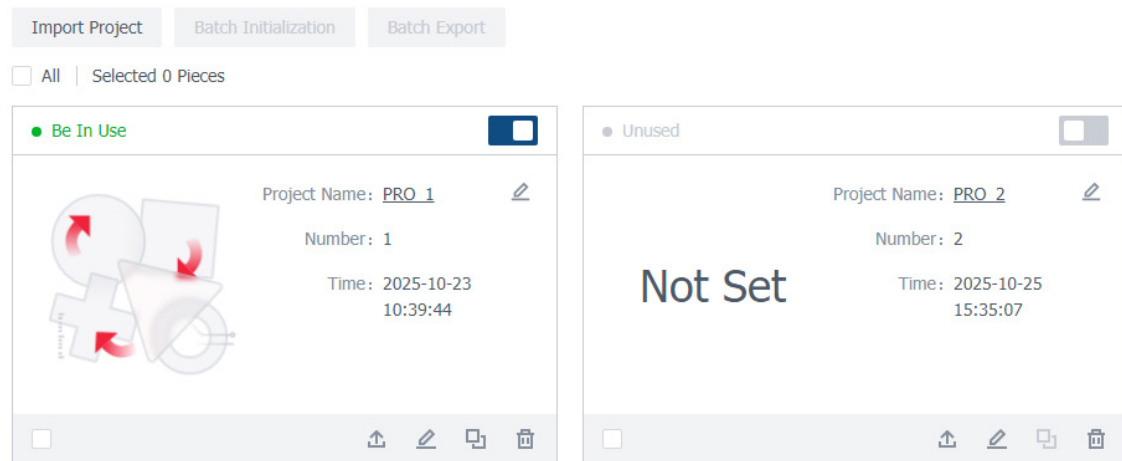 Import Project Batch Initialization Batch Export
All Selected 0 Pieces
Be In Use
Project Name: PRO_1
Number: 1
Time: 2025-10-23
10:39:44
Unused
Not Set
Project Name: PRO_2
Number: 2
Time: 2025-10-25
15:35:07